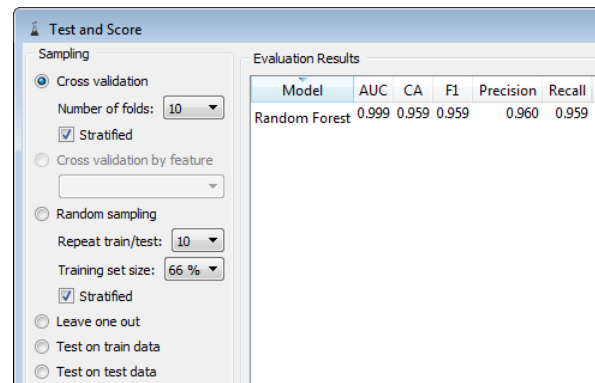 Test and Score
Sampling
Cross validation
Number of folds: 10
Stratified
Cross validation by feature
Random sampling
Repeat train/test: 10
Training set size: 66 %
Stratified
Leave one out
Test on train data
Test on test data
Evaluation Results
Model AUC CA F1 Precision Recall
Random Forest 0.999 0.959 0.959 0.960 0.959